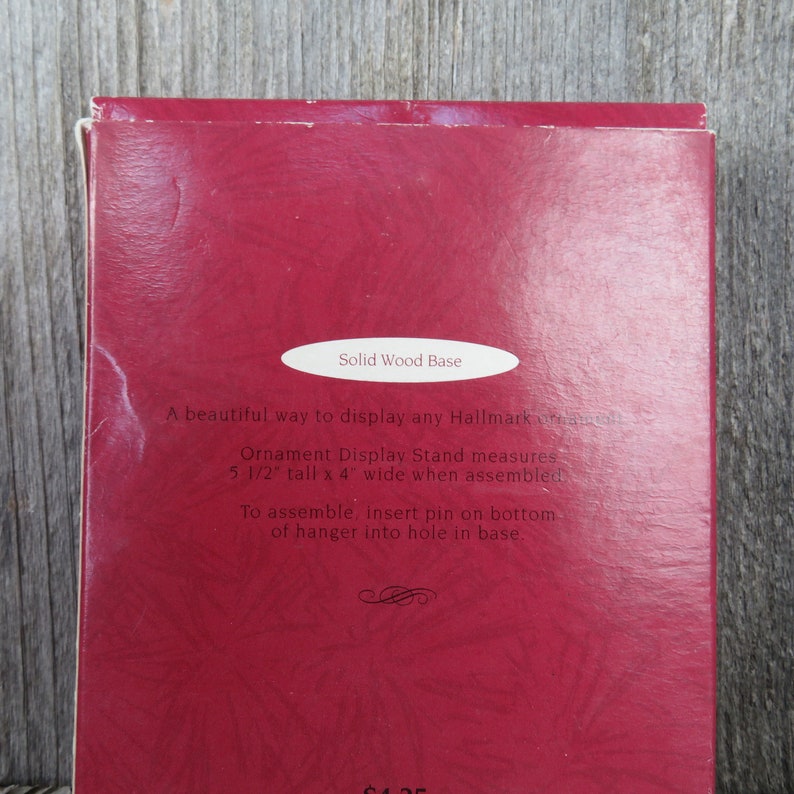 Solid Wood Base
A beautiful way to display any Hallmark ornament.
Ornament Display Stand measures
5 1/2" tall x 4" wide when assembled.
To assemble, insert pin on bottom
of hanger into hole in base.